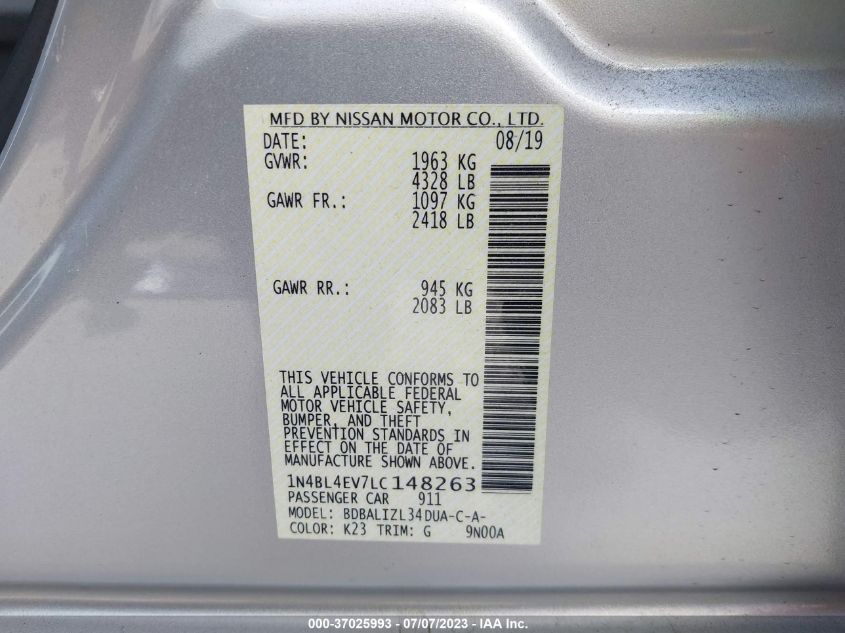 MFD BY NISSAN MOTOR CO., LTD.
DATE: 08/19
GVWR: 1963 KG
4328 LB
GAWR FR.: 1097 KG
2418 LB
GAWR RR.: 945 KG
2083 LB
THIS VEHICLE CONFORMS TO
ALL APPLICABLE FEDERAL
MOTOR VEHICLE SAFETY,
BUMPER, AND THEFT
PREVENTION STANDARDS IN
EFFECT ON THE DATE OF
MANUFACTURE SHOWN ABOVE.
1N4BL4EV7LC148263
PASSENGER CAR 911
MODEL: BDBALIZL34DUA-C-A-
COLOR: K23 TRIM: G 9N00A
000-37025993 - 07/07/2023 - IAA Inc.